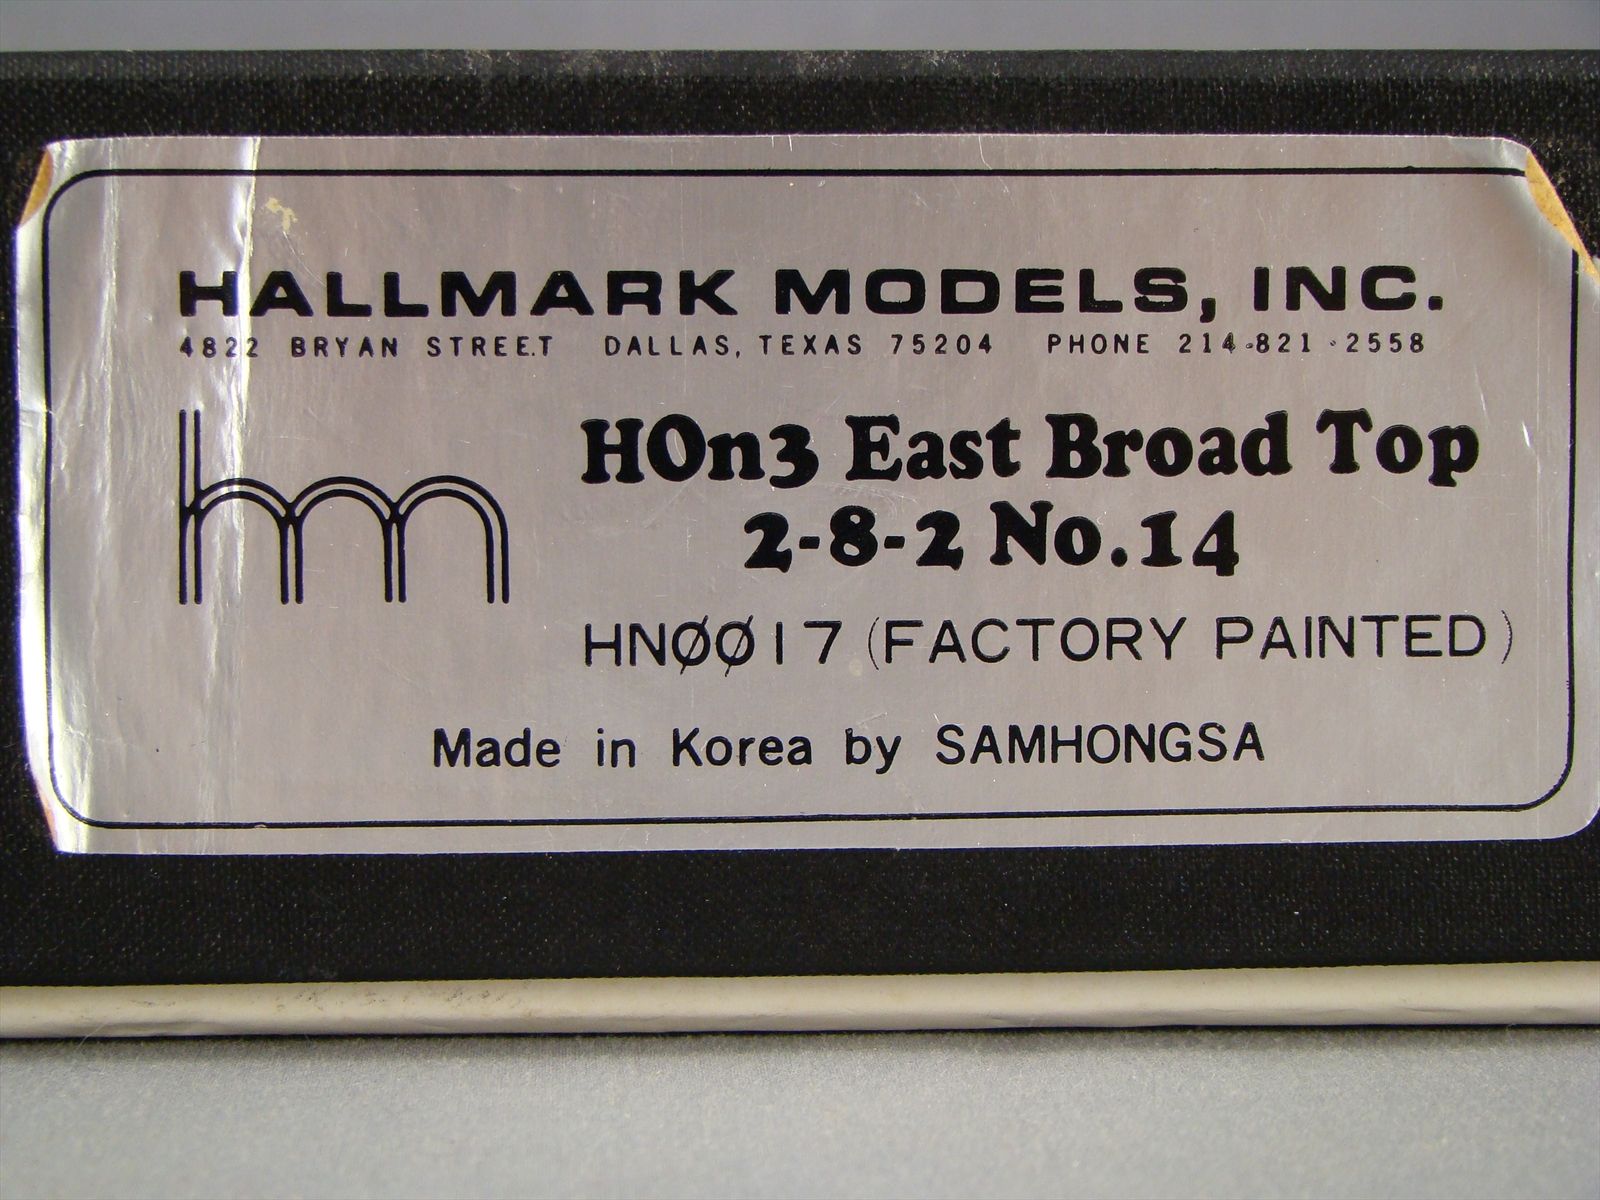 HALLMARK MODELS, INC.
4822 BRYAN STREET DALLAS, TEXAS 75204 PHONE 214-821-2558
hm
HOn3 East Broad Top
2-8-2 No.14
HNØØ17 (FACTORY PAINTED)
Made in Korea by SAMHONGSA